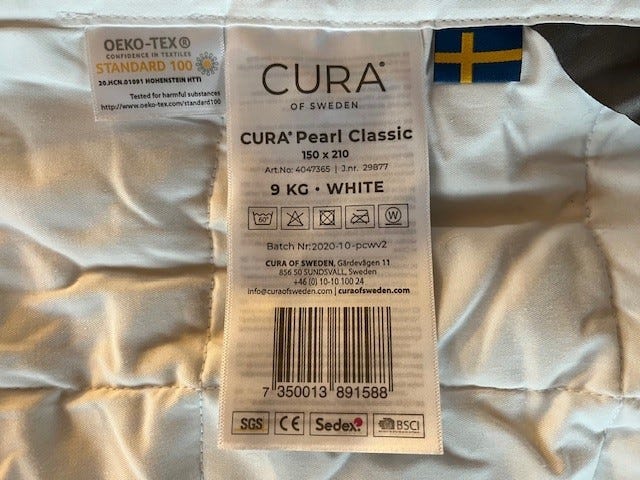 OEKO-TEX®
CONFIDENCE IN TEXTILES
STANDARD 100
20.HCN.01091 HOHENSTEIN HTTI
Tested for harmful substances
http://www.oeko-tex.com/standard100
CURA®
OF SWEDEN
CURA® Pearl Classic
150 x 210
Art.No: 4047365 | J.nr. 29877
9 KG • WHITE
60°
W
Batch Nr:2020-10-pcwv2
CURA OF SWEDEN, Gärdevägen 11
856 50 SUNDSVALL, Sweden
+46 (0) 10-10 100 24
info@curaofsweden.com | curaofsweden.com
7 350013 891588
SGS CE Sedex BSCI